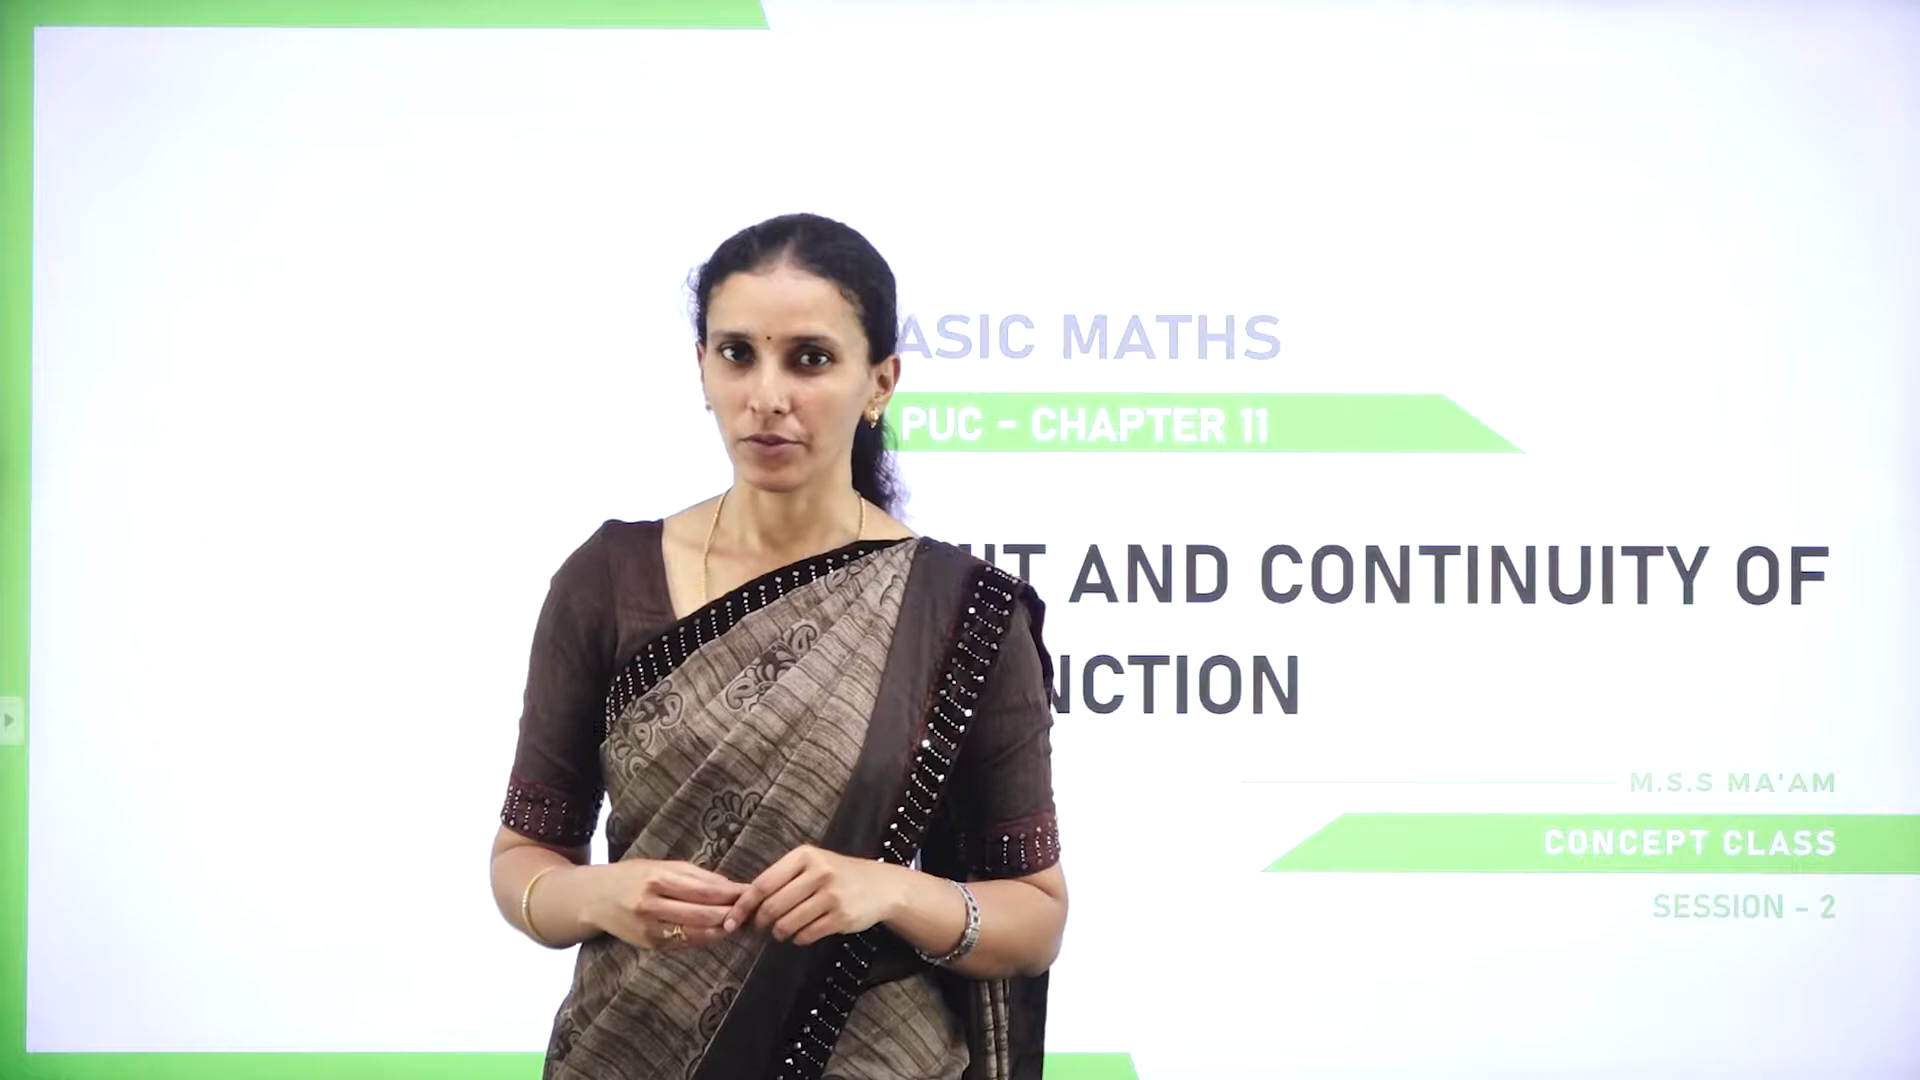 ASIC MATHS
PUC - CHAPTER 11
AND CONTINUITY OF
NCTION
M.S.S MA'AM
CONCEPT CLASS
SESSION - 2